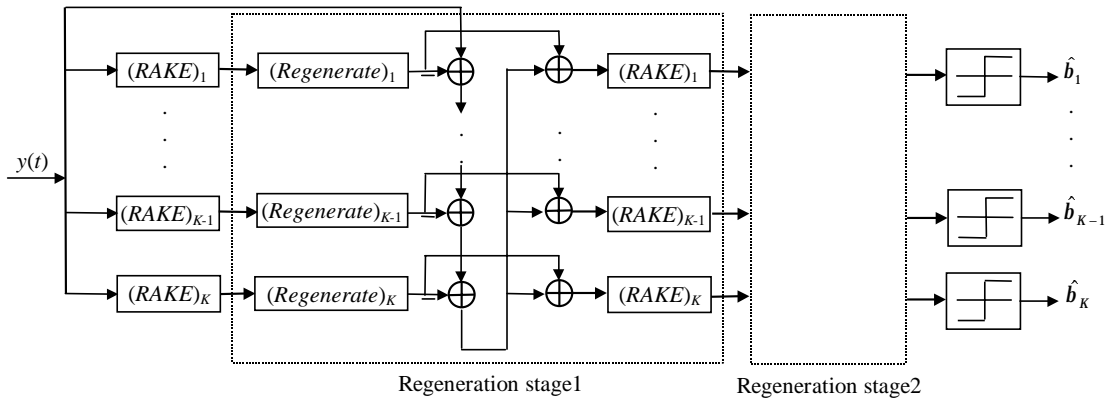 (RAKE)₁ (Regenerate)₁ (RAKE)₁ b̂₁
y(t)
(RAKE)K-1 (Regenerate)K-1 (RAKE)K-1 b̂K−1
(RAKE)K (Regenerate)K (RAKE)K b̂K
Regeneration stage1 Regeneration stage2